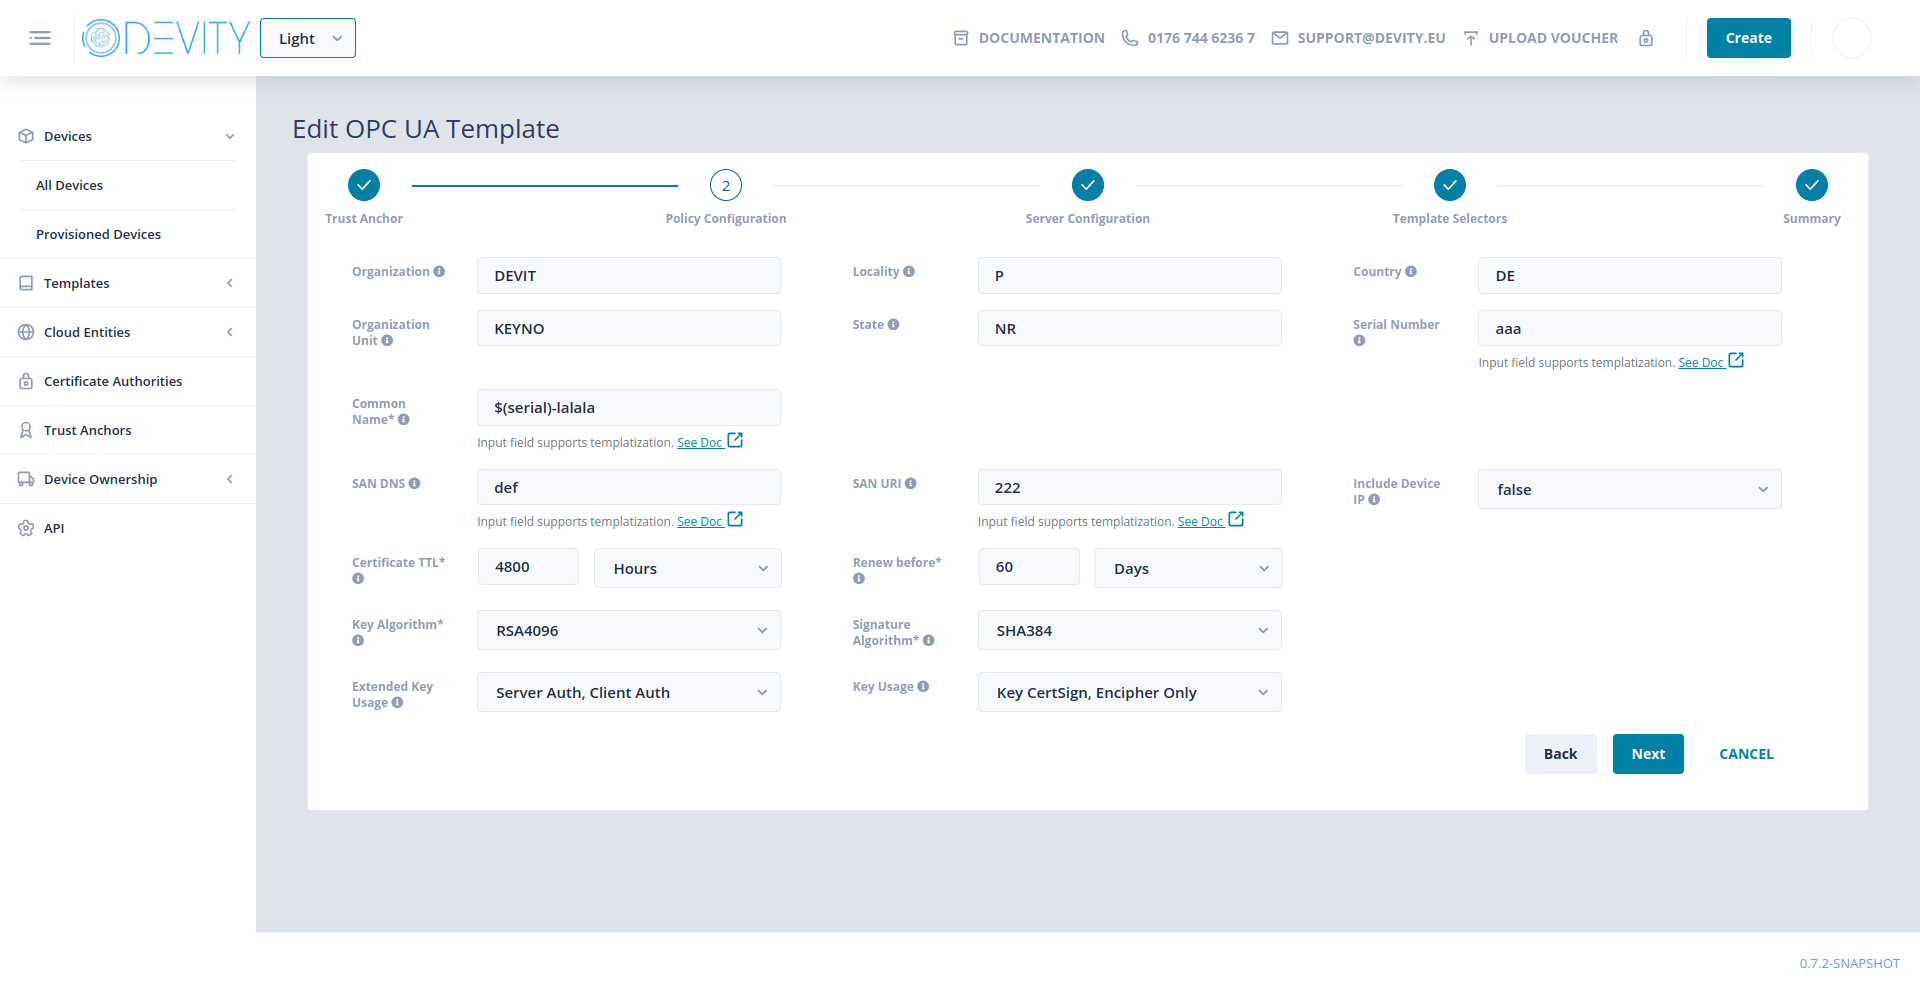 DEVITY
Light
DOCUMENTATION
0176 744 6236 7
SUPPORT@DEVITY.EU
UPLOAD VOUCHER
Create
Devices
All Devices
Provisioned Devices
Templates
Cloud Entities
Certificate Authorities
Trust Anchors
Device Ownership
API
Edit OPC UA Template
2
Trust Anchor
Policy Configuration
Server Configuration
Template Selectors
Summary
Organization
DEVIT
Locality
P
Country
DE
Organization
Unit
KEYNO
State
NR
Serial Number
aaa
Input field supports templatization. See Doc
Common
Name*
$(serial)-lalala
Input field supports templatization. See Doc
SAN DNS
def
Input field supports templatization. See Doc
SAN URI
222
Input field supports templatization. See Doc
Include Device
IP
false
Certificate TTL*
4800
Hours
Renew before*
60
Days
Key Algorithm*
RSA4096
Signature
Algorithm*
SHA384
Extended Key
Usage
Server Auth, Client Auth
Key Usage
Key CertSign, Encipher Only
Back
Next
CANCEL
0.7.2-SNAPSHOT